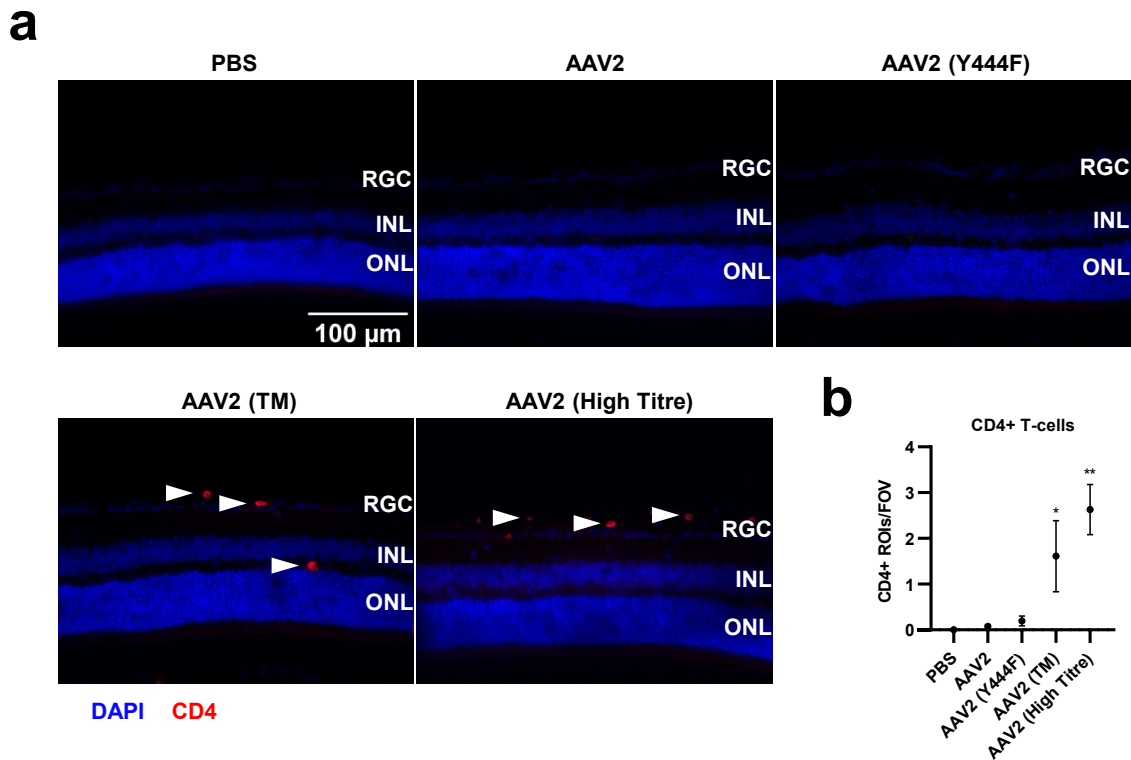 a
PBS
AAV2
AAV2 (Y444F)
RGC
INL
ONL
100 µm
RGC
INL
ONL
RGC
INL
ONL
AAV2 (TM)
AAV2 (High Titre)
RGC
INL
ONL
RGC
INL
ONL
DAPI CD4
b
CD4+ T-cells
CD4+ ROIs/FOV
4
3
2
1
0
*
**
PBS
AAV2
AAV2 (Y444F)
AAV2 (TM)
AAV2 (High Titre)